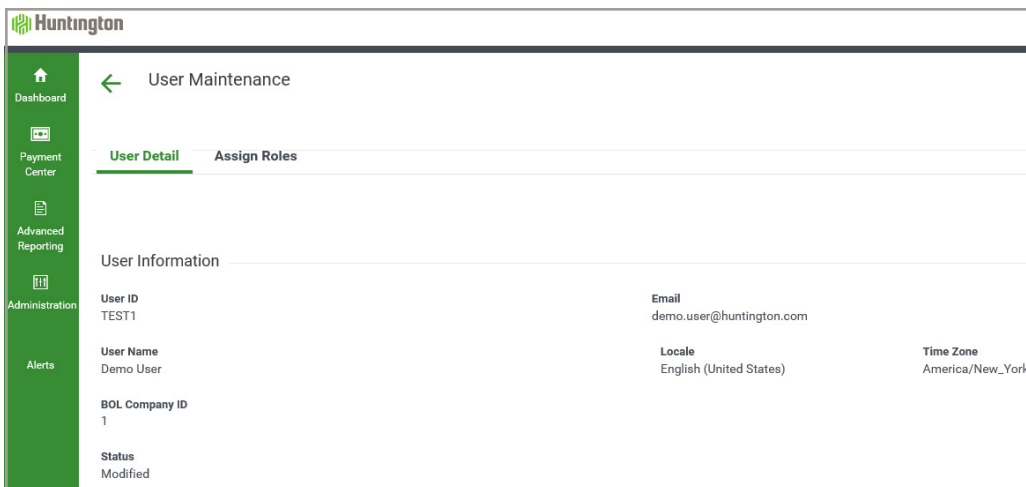 Huntington
User Maintenance
Dashboard
Payment
Center
Advanced
Reporting
Administration
Alerts
User Detail Assign Roles
User Information
User ID Email
TEST1 demo.user@huntington.com
User Name Locale Time Zone
Demo User English (United States) America/New_York
BOL Company ID
1
Status
Modified